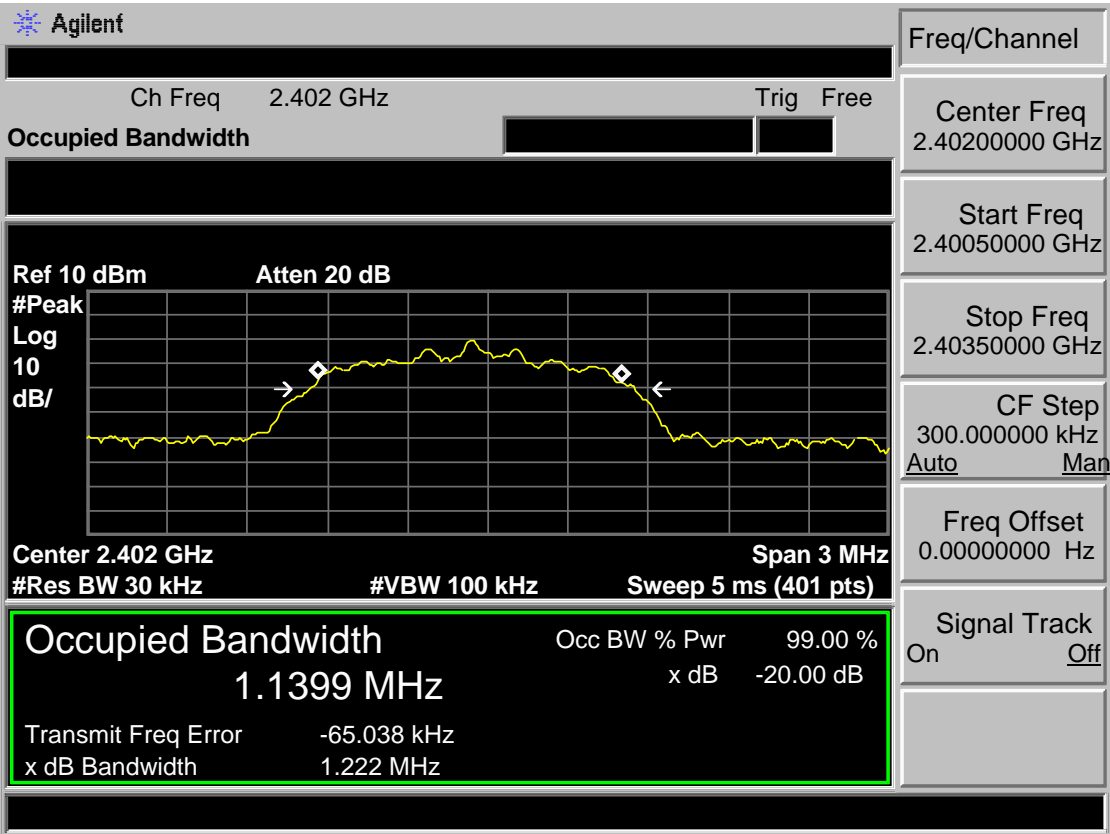 Agilent
Freq/Channel
Ch Freq 2.402 GHz Trig Free
Occupied Bandwidth
Center Freq
2.40200000 GHz
Start Freq
2.40050000 GHz
Stop Freq
2.40350000 GHz
CF Step
300.000000 kHz
Auto Man
Freq Offset
0.00000000 Hz
Signal Track
On Off
Ref 10 dBm Atten 20 dB
#Peak
Log
10
dB/
Center 2.402 GHz Span 3 MHz
#Res BW 30 kHz #VBW 100 kHz Sweep 5 ms (401 pts)
Occupied Bandwidth Occ BW % Pwr 99.00 %
1.1399 MHz x dB -20.00 dB
Transmit Freq Error -65.038 kHz
x dB Bandwidth 1.222 MHz